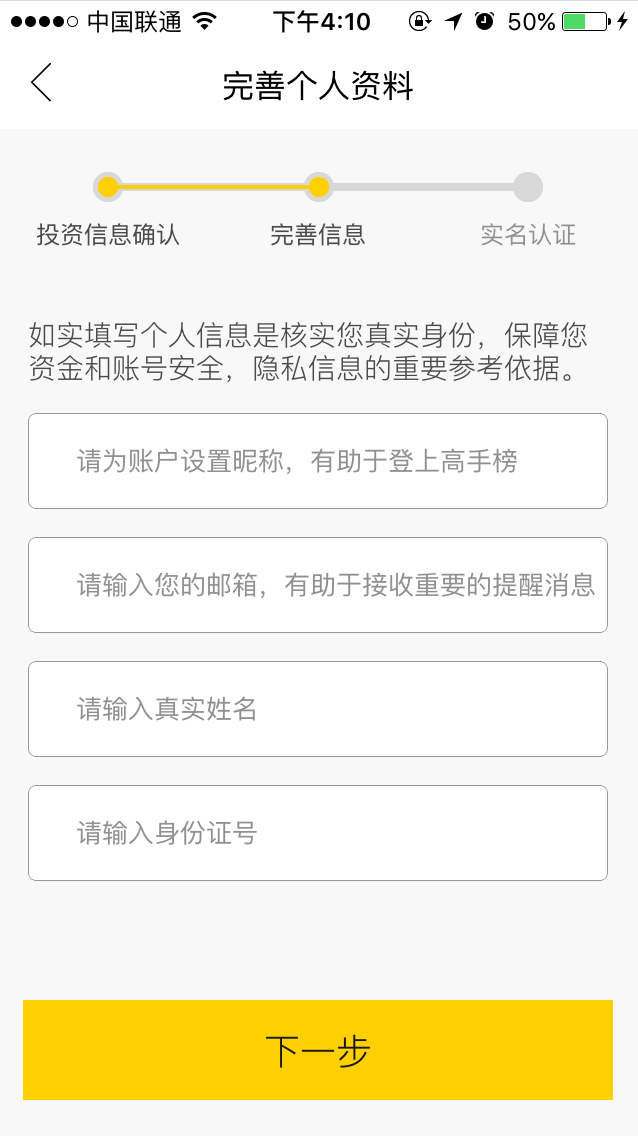 中国联通 下午4:10 50%
完善个人资料
投资信息确认 完善信息 实名认证
如实填写个人信息是核实您真实身份，保障您
资金和账号安全，隐私信息的重要参考依据。
请为账户设置昵称，有助于登上高手榜
请输入您的邮箱，有助于接收重要的提醒消息
请输入真实姓名
请输入身份证号
下一步